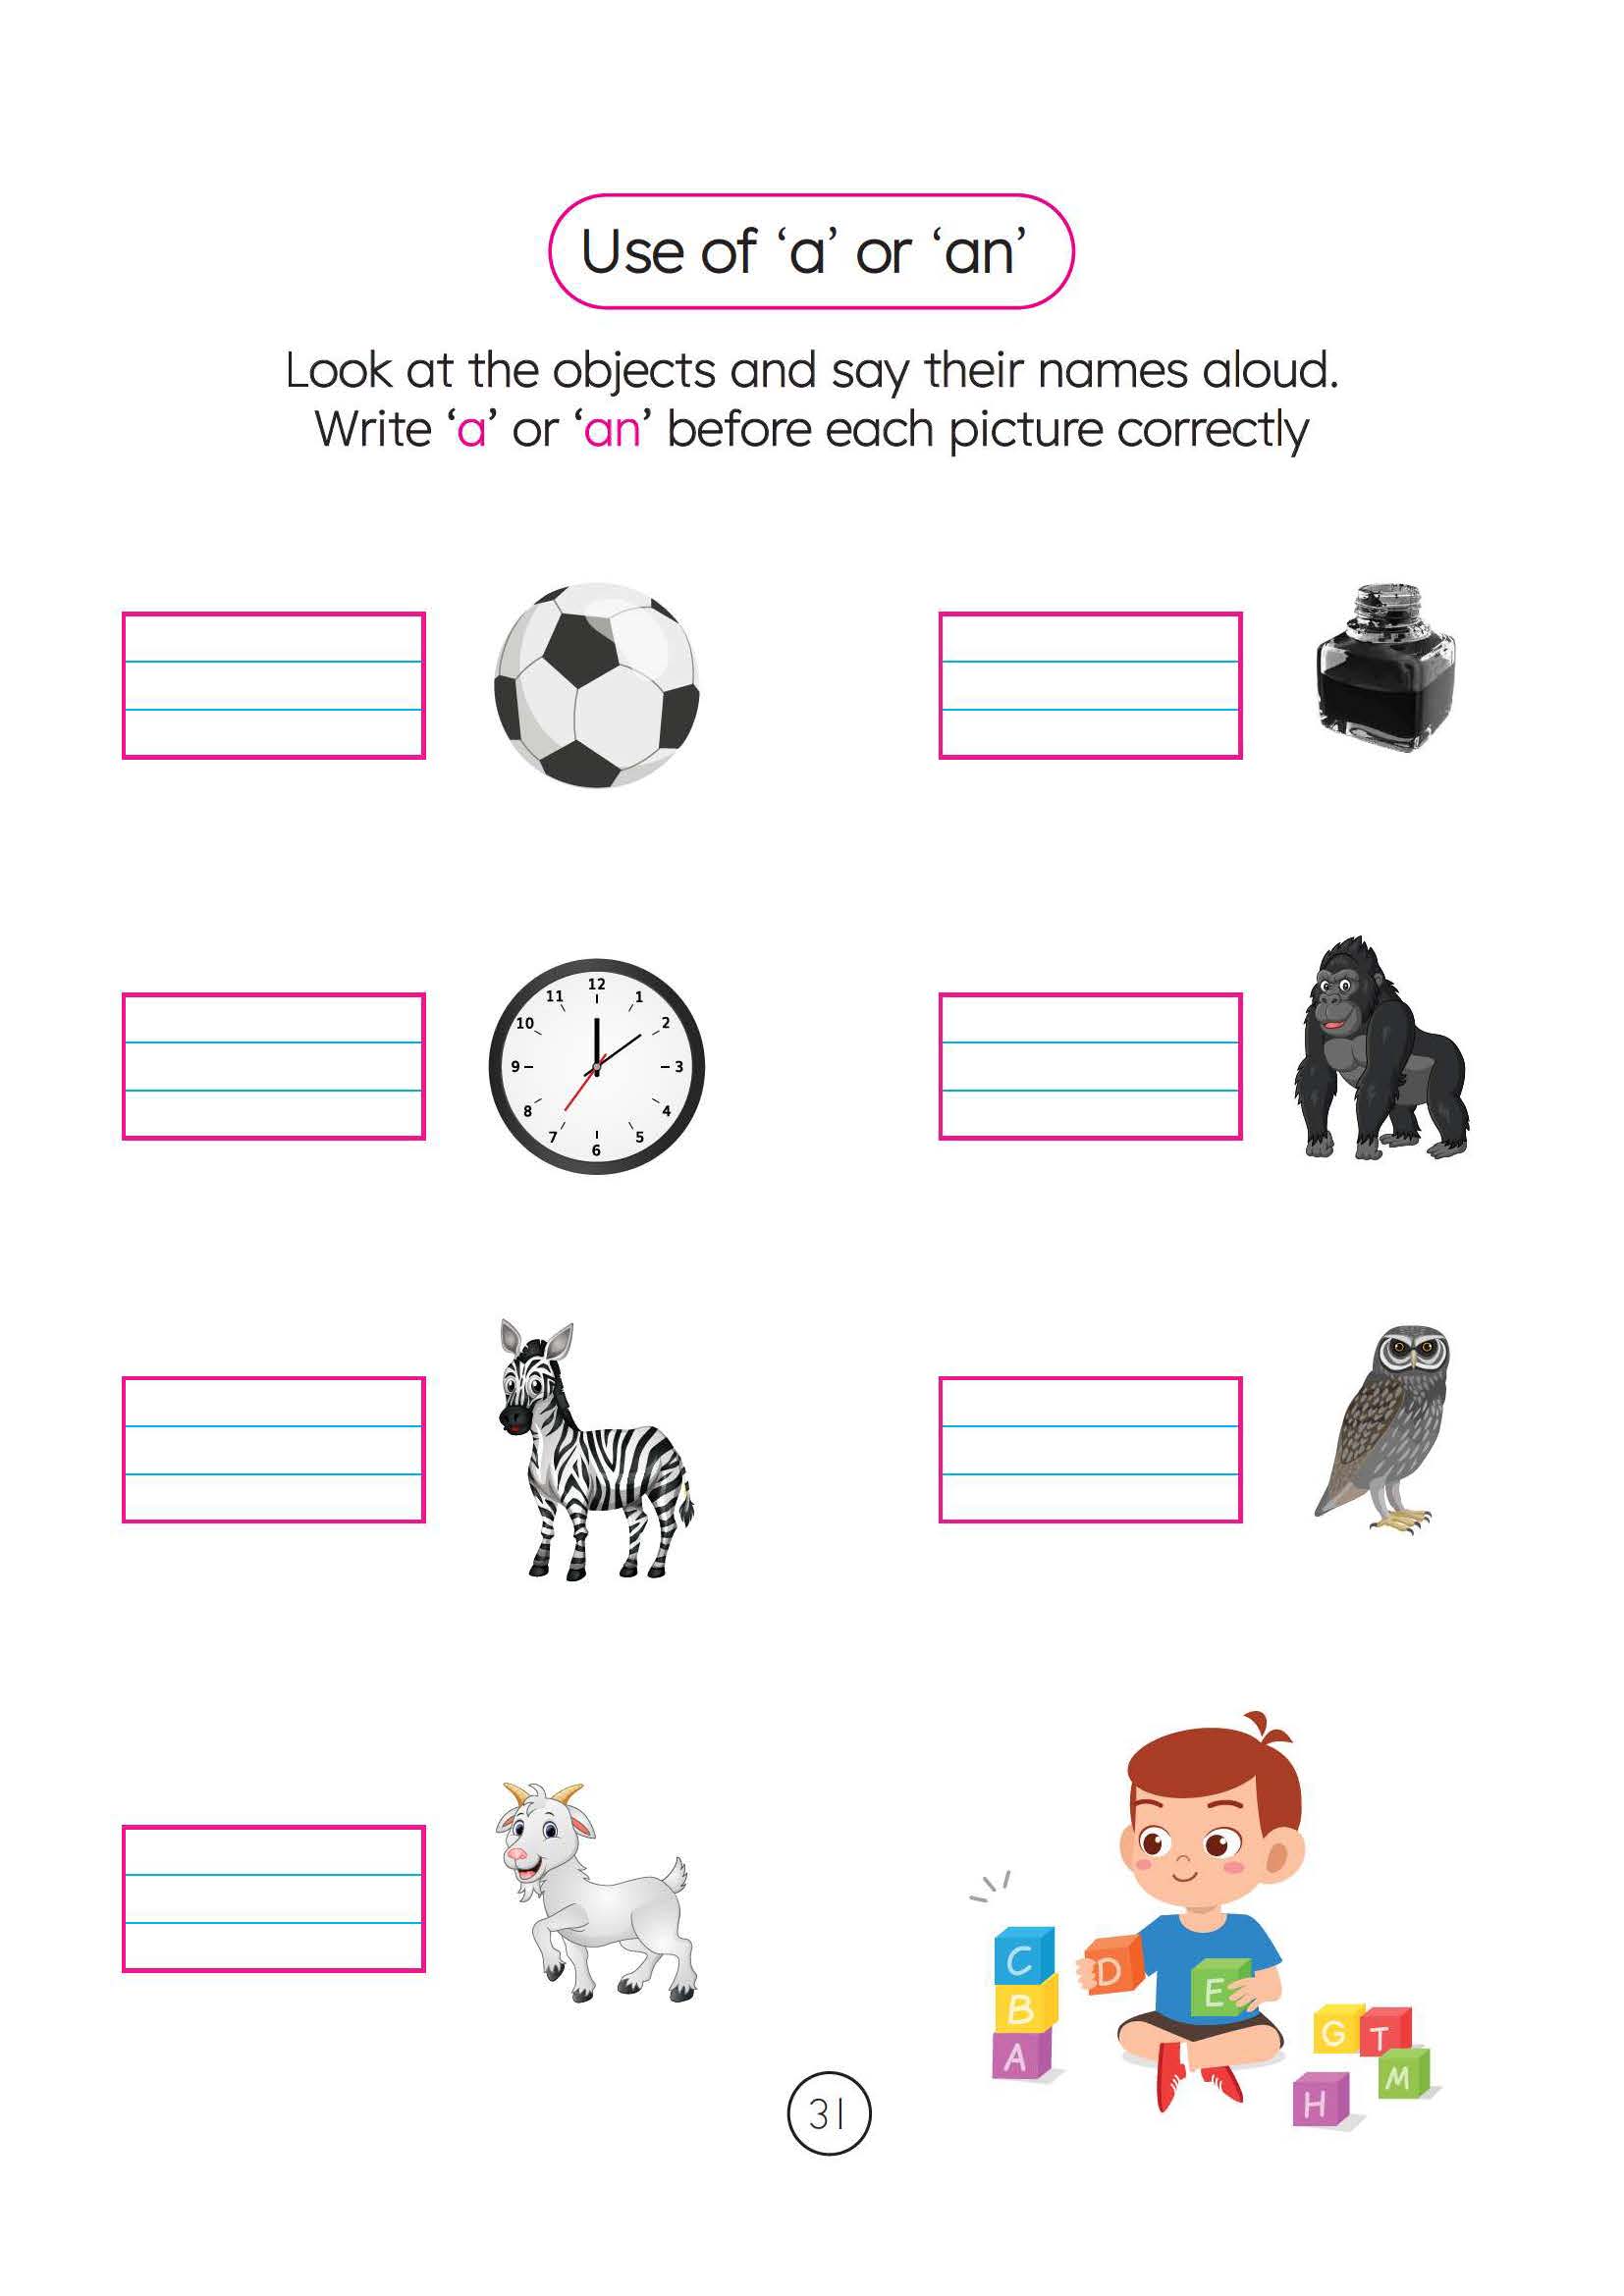 Use of ‘a’ or ‘an’
Look at the objects and say their names aloud.
Write ‘a’ or ‘an’ before each picture correctly
12
11 1
10 2
9 3
8 4
7 5
6
C
D
B
E
A
G T
M
H
31